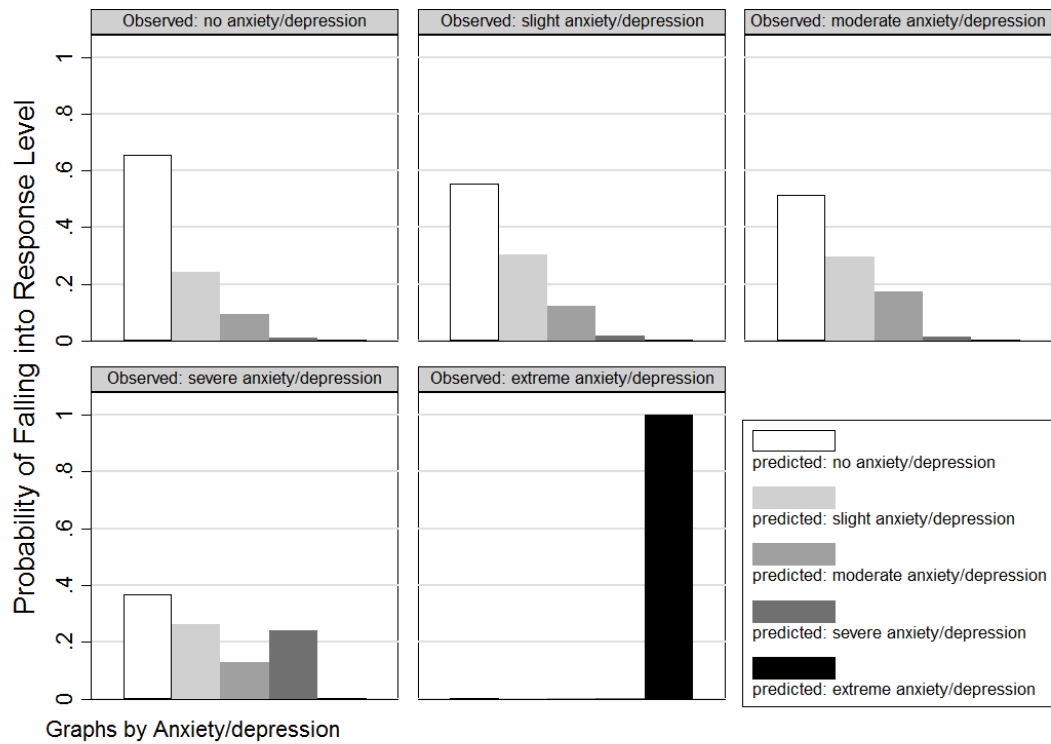 Observed: no anxiety/depression
Observed: slight anxiety/depression
Observed: moderate anxiety/depression
Probability of Falling into Response Level
1
.8
.6
.4
.2
0
Observed: severe anxiety/depression
Observed: extreme anxiety/depression
1
.8
.6
.4
.2
0
predicted: no anxiety/depression
predicted: slight anxiety/depression
predicted: moderate anxiety/depression
predicted: severe anxiety/depression
predicted: extreme anxiety/depression
Graphs by Anxiety/depression